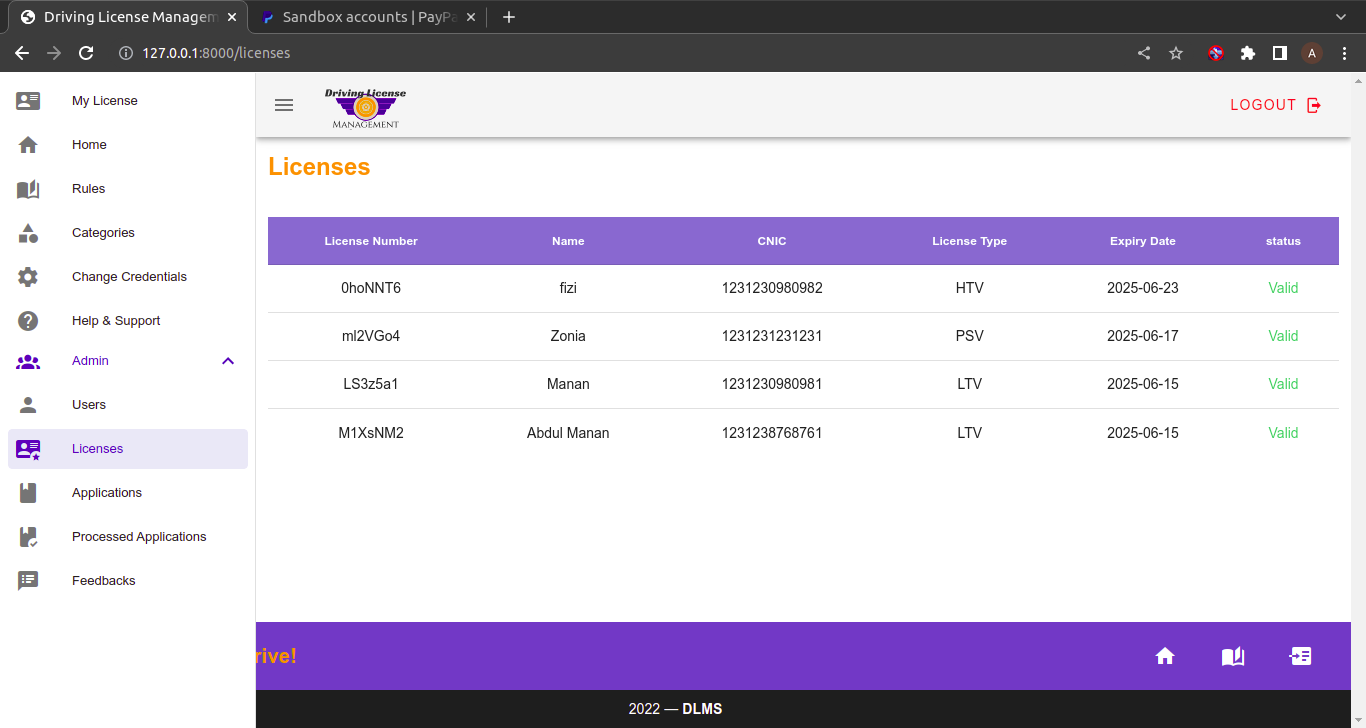 Driving License Managem
Sandbox accounts | PayPa
127.0.0.1:8000/licenses
A
My License
Home
Rules
Categories
Change Credentials
Help & Support
Admin
Users
Licenses
Applications
Processed Applications
Feedbacks
Driving License
Management
LOGOUT
Licenses
License Number Name CNIC License Type Expiry Date status
0hoNNT6 fizi 1231230980982 HTV 2025-06-23 Valid
ml2VGo4 Zonia 1231231231231 PSV 2025-06-17 Valid
LS3z5a1 Manan 1231230980981 LTV 2025-06-15 Valid
M1XsNM2 Abdul Manan 1231238768761 LTV 2025-06-15 Valid
rive!
2022 — DLMS